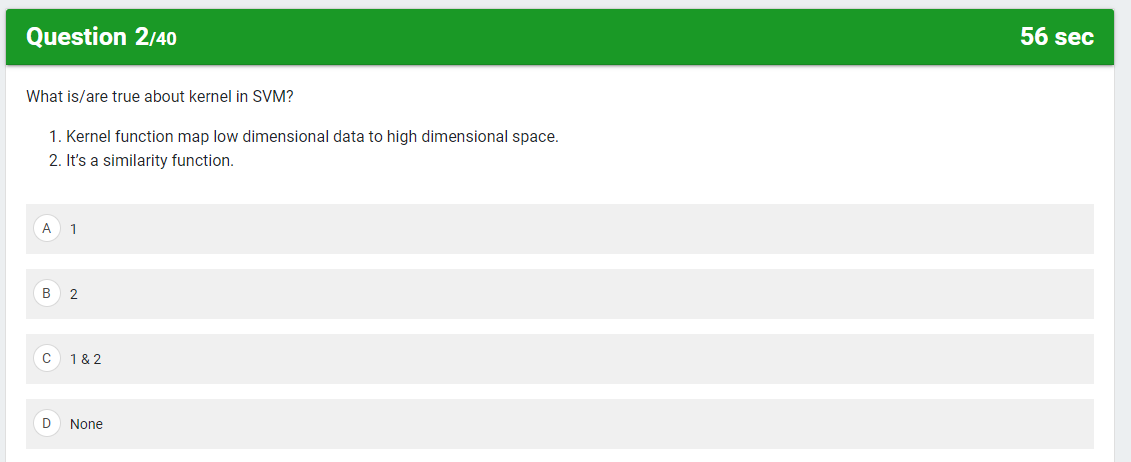 Question 2/40
56 sec
What is/are true about kernel in SVM?
1. Kernel function map low dimensional data to high dimensional space.
2. It's a similarity function.
A 1
B 2
C 1 & 2
D None